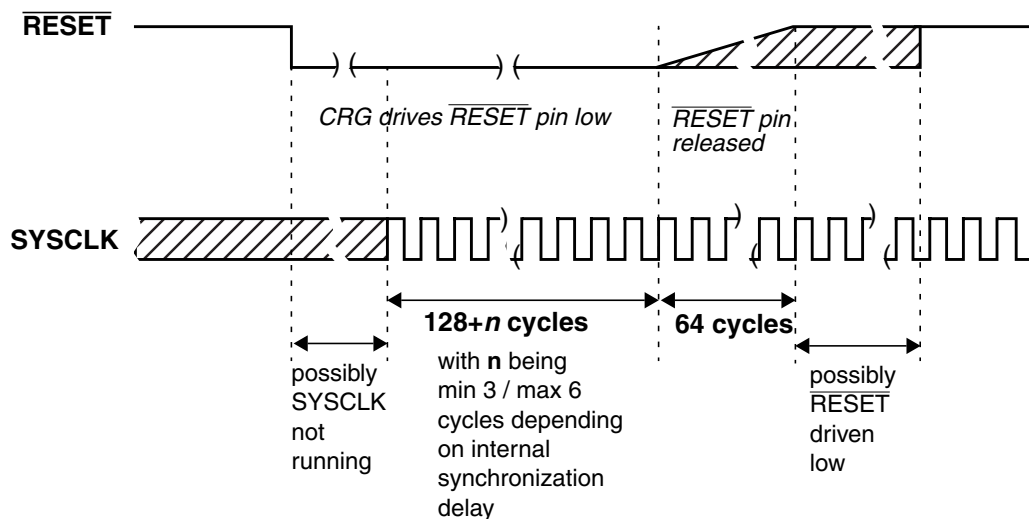 RESET
CRG drives RESET pin low
RESET pin
released
SYSCLK
128+n cycles
with n being
min 3 / max 6
cycles depending
on internal
synchronization
delay
64 cycles
possibly
SYSCLK
not
running
possibly
RESET
driven
low